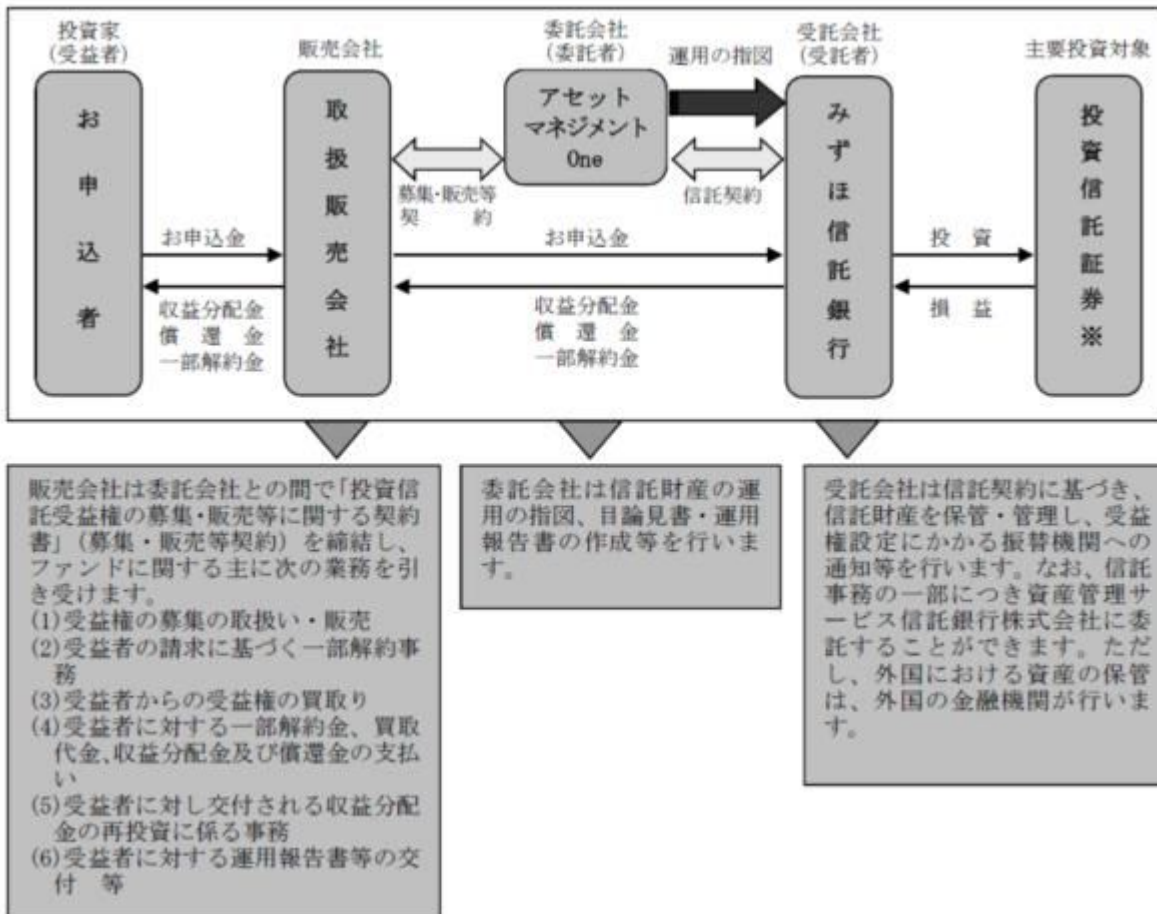 投資家
(受益者)
販売会社
委託会社
(委託者)
運用の指図
受託会社
(受託者)
主要投資対象
お申込者
取扱販売会社
アセット
マネジメント
One
みずほ信託銀行
投資信託証券※
募集・販売等
契 約
信託契約
お申込金
お申込金
投 資
収益分配金
償 還 金
一部解約金
収益分配金
償 還 金
一部解約金
損 益
販売会社は委託会社との間で「投資信
託受益権の募集・販売等に関する契約
書」（募集・販売等契約）を締結し、
ファンドに関する主に次の業務を引
き受けます。
(1)受益権の募集の取扱い・販売
(2)受益者の請求に基づく一部解約事
務
(3)受益者からの受益権の買取り
(4)受益者に対する一部解約金、買取
代金、収益分配金及び償還金の支払
い
(5)受益者に対し交付される収益分配
金の再投資に係る事務
(6)受益者に対する運用報告書等の交
付 等
委託会社は信託財産の運
用の指図、目論見書・運用
報告書の作成等を行いま
す。
受託会社は信託契約に基づき、
信託財産を保管・管理し、受益
権設定にかかる振替機関への
通知等を行います。なお、信託
事務の一部につき資産管理サ
ービス信託銀行株式会社に委
託することができます。ただ
し、外国における資産の保管
は、外国の金融機関が行いま
す。